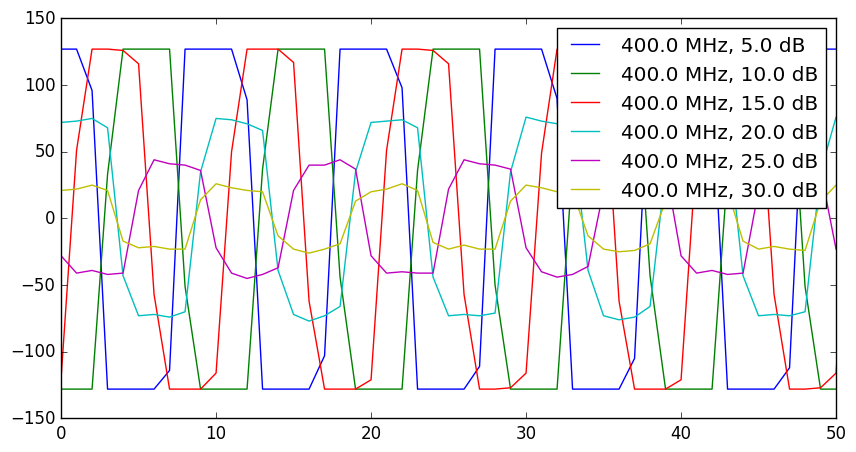 150
100
50
0
−50
−100
−150
0 10 20 30 40 50
400.0 MHz, 5.0 dB
400.0 MHz, 10.0 dB
400.0 MHz, 15.0 dB
400.0 MHz, 20.0 dB
400.0 MHz, 25.0 dB
400.0 MHz, 30.0 dB